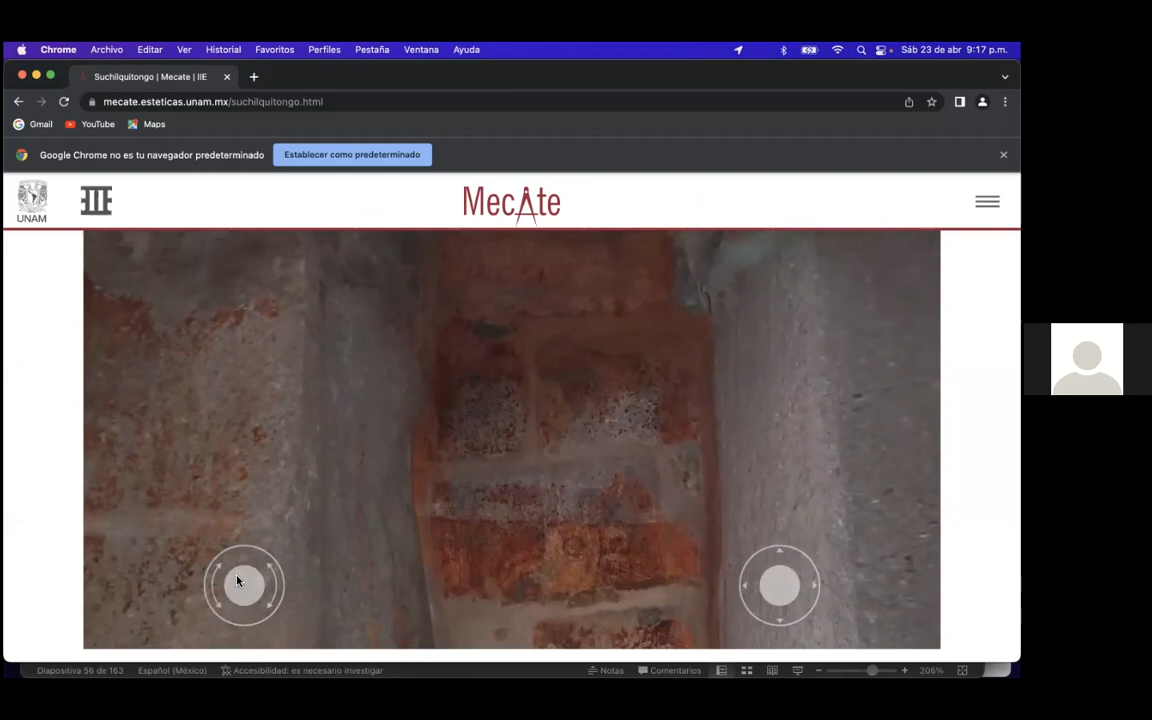 Chrome Archivo Editar Ver Historial Favoritos Perfiles Pestaña Ventana Ayuda Sáb 23 de abr 9:17 p.m.
Suchilquitongo | Mecate | IIE
mecate.esteticas.unam.mx/suchilquitongo.html
Gmail YouTube Maps
Google Chrome no es tu navegador predeterminado Establecer como predeterminado
UNAM
MecAte
Diapositiva 56 de 163 Español (México) Accesibilidad: es necesario investigar Notas Comentarios 206%